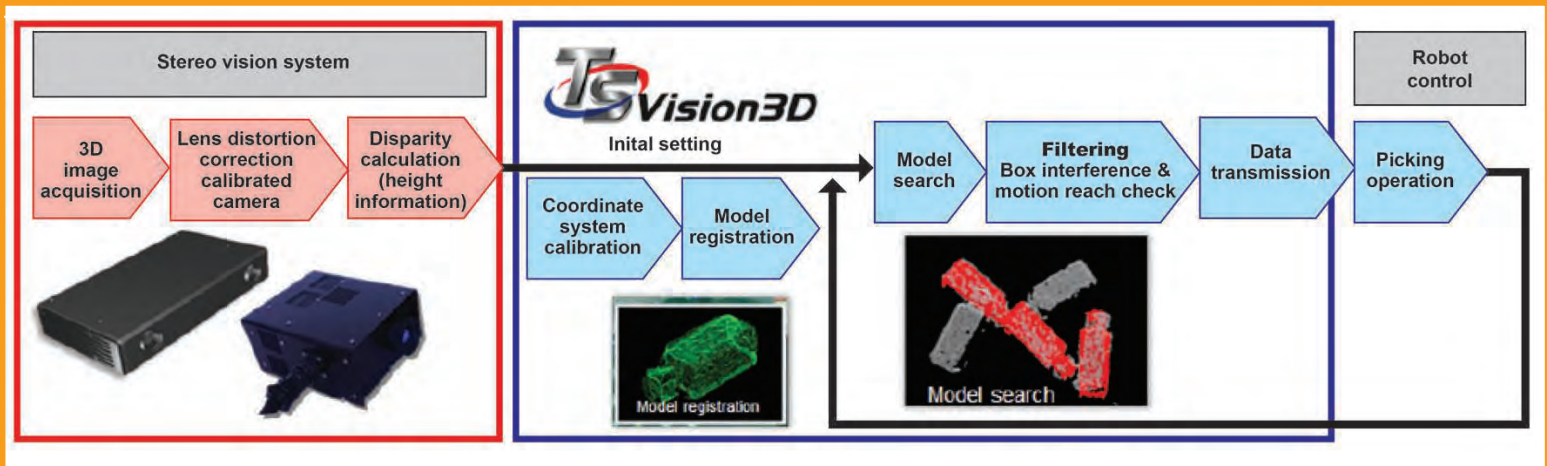 Stereo vision system
3D
image
acquisition
Lens distortion
correction
calibrated
camera
Disparity
calculation
(height
information)
TS Vision3D
Inital setting
Coordinate
system
calibration
Model
registration
Model registration
Model
search
Filtering
Box interference &
motion reach check
Data
transmission
Model search
Robot
control
Picking
operation